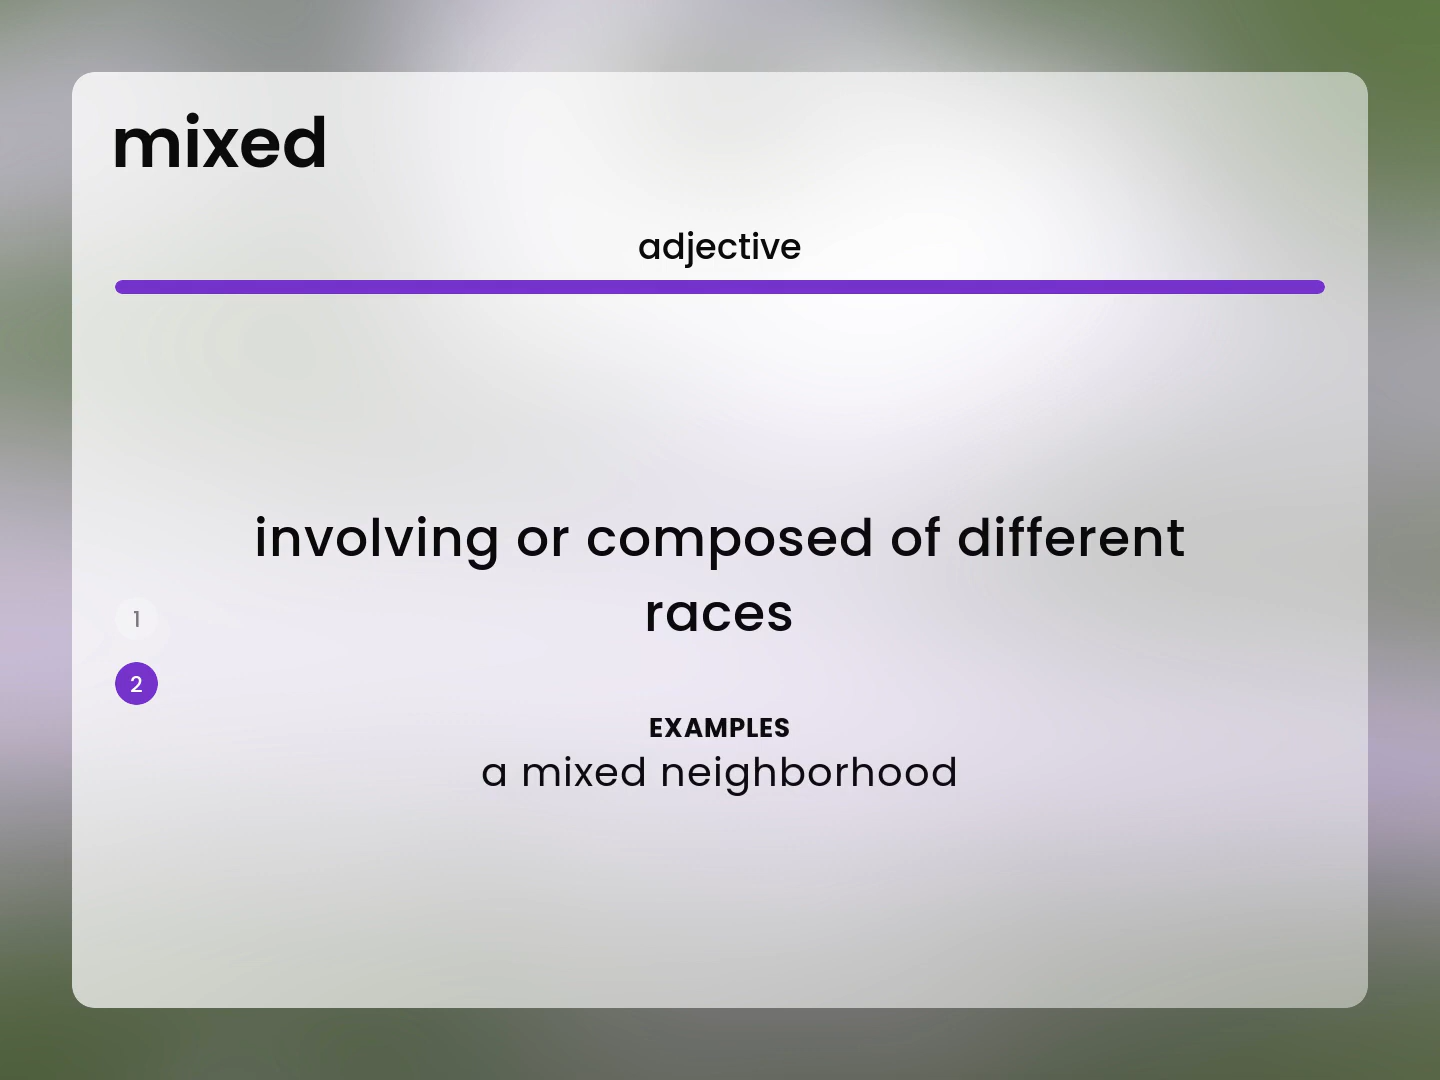 mixed
adjective
involving or composed of different
races
1
2
EXAMPLES
a mixed neighborhood